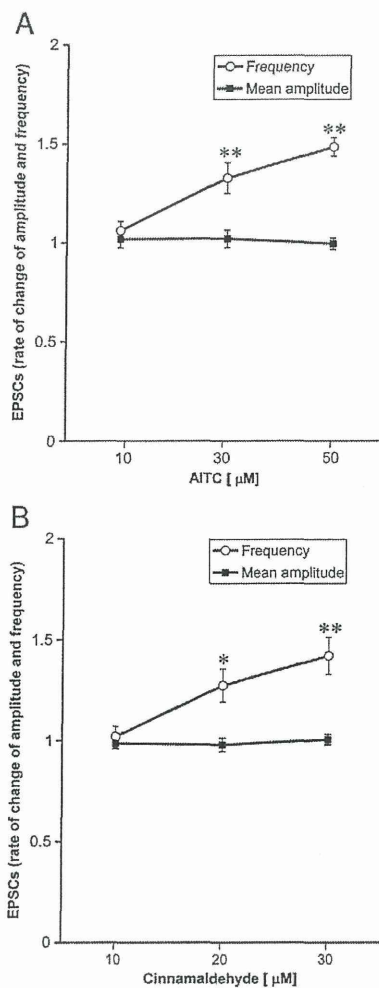 A
2
Frequency
Mean amplitude
**
**
1.5
1
0.5
0
10 30 50
AITC [ μM]
EPSCs (rate of change of amplitude and frequency)
B
2
Frequency
Mean amplitude
**
*
1.5
1
0.5
0
10 20 30
Cinnamaldehyde [ μM]
EPSCs (rate of change of amplitude and frequency)